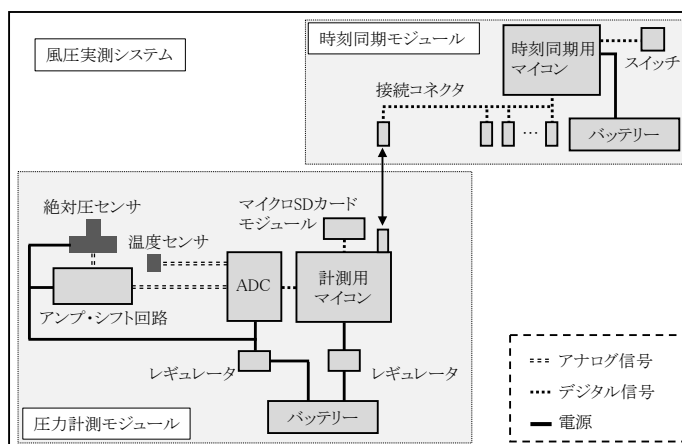 風圧実測システム
時刻同期モジュール
時刻同期用
マイコン
スイッチ
接続コネクタ
…
バッテリー
マイクロSDカード
モジュール
絶対圧センサ
温度センサ
ADC
計測用
マイコン
アンプ・シフト回路
レギュレータ
レギュレータ
バッテリー
圧力計測モジュール
アナログ信号
デジタル信号
電源